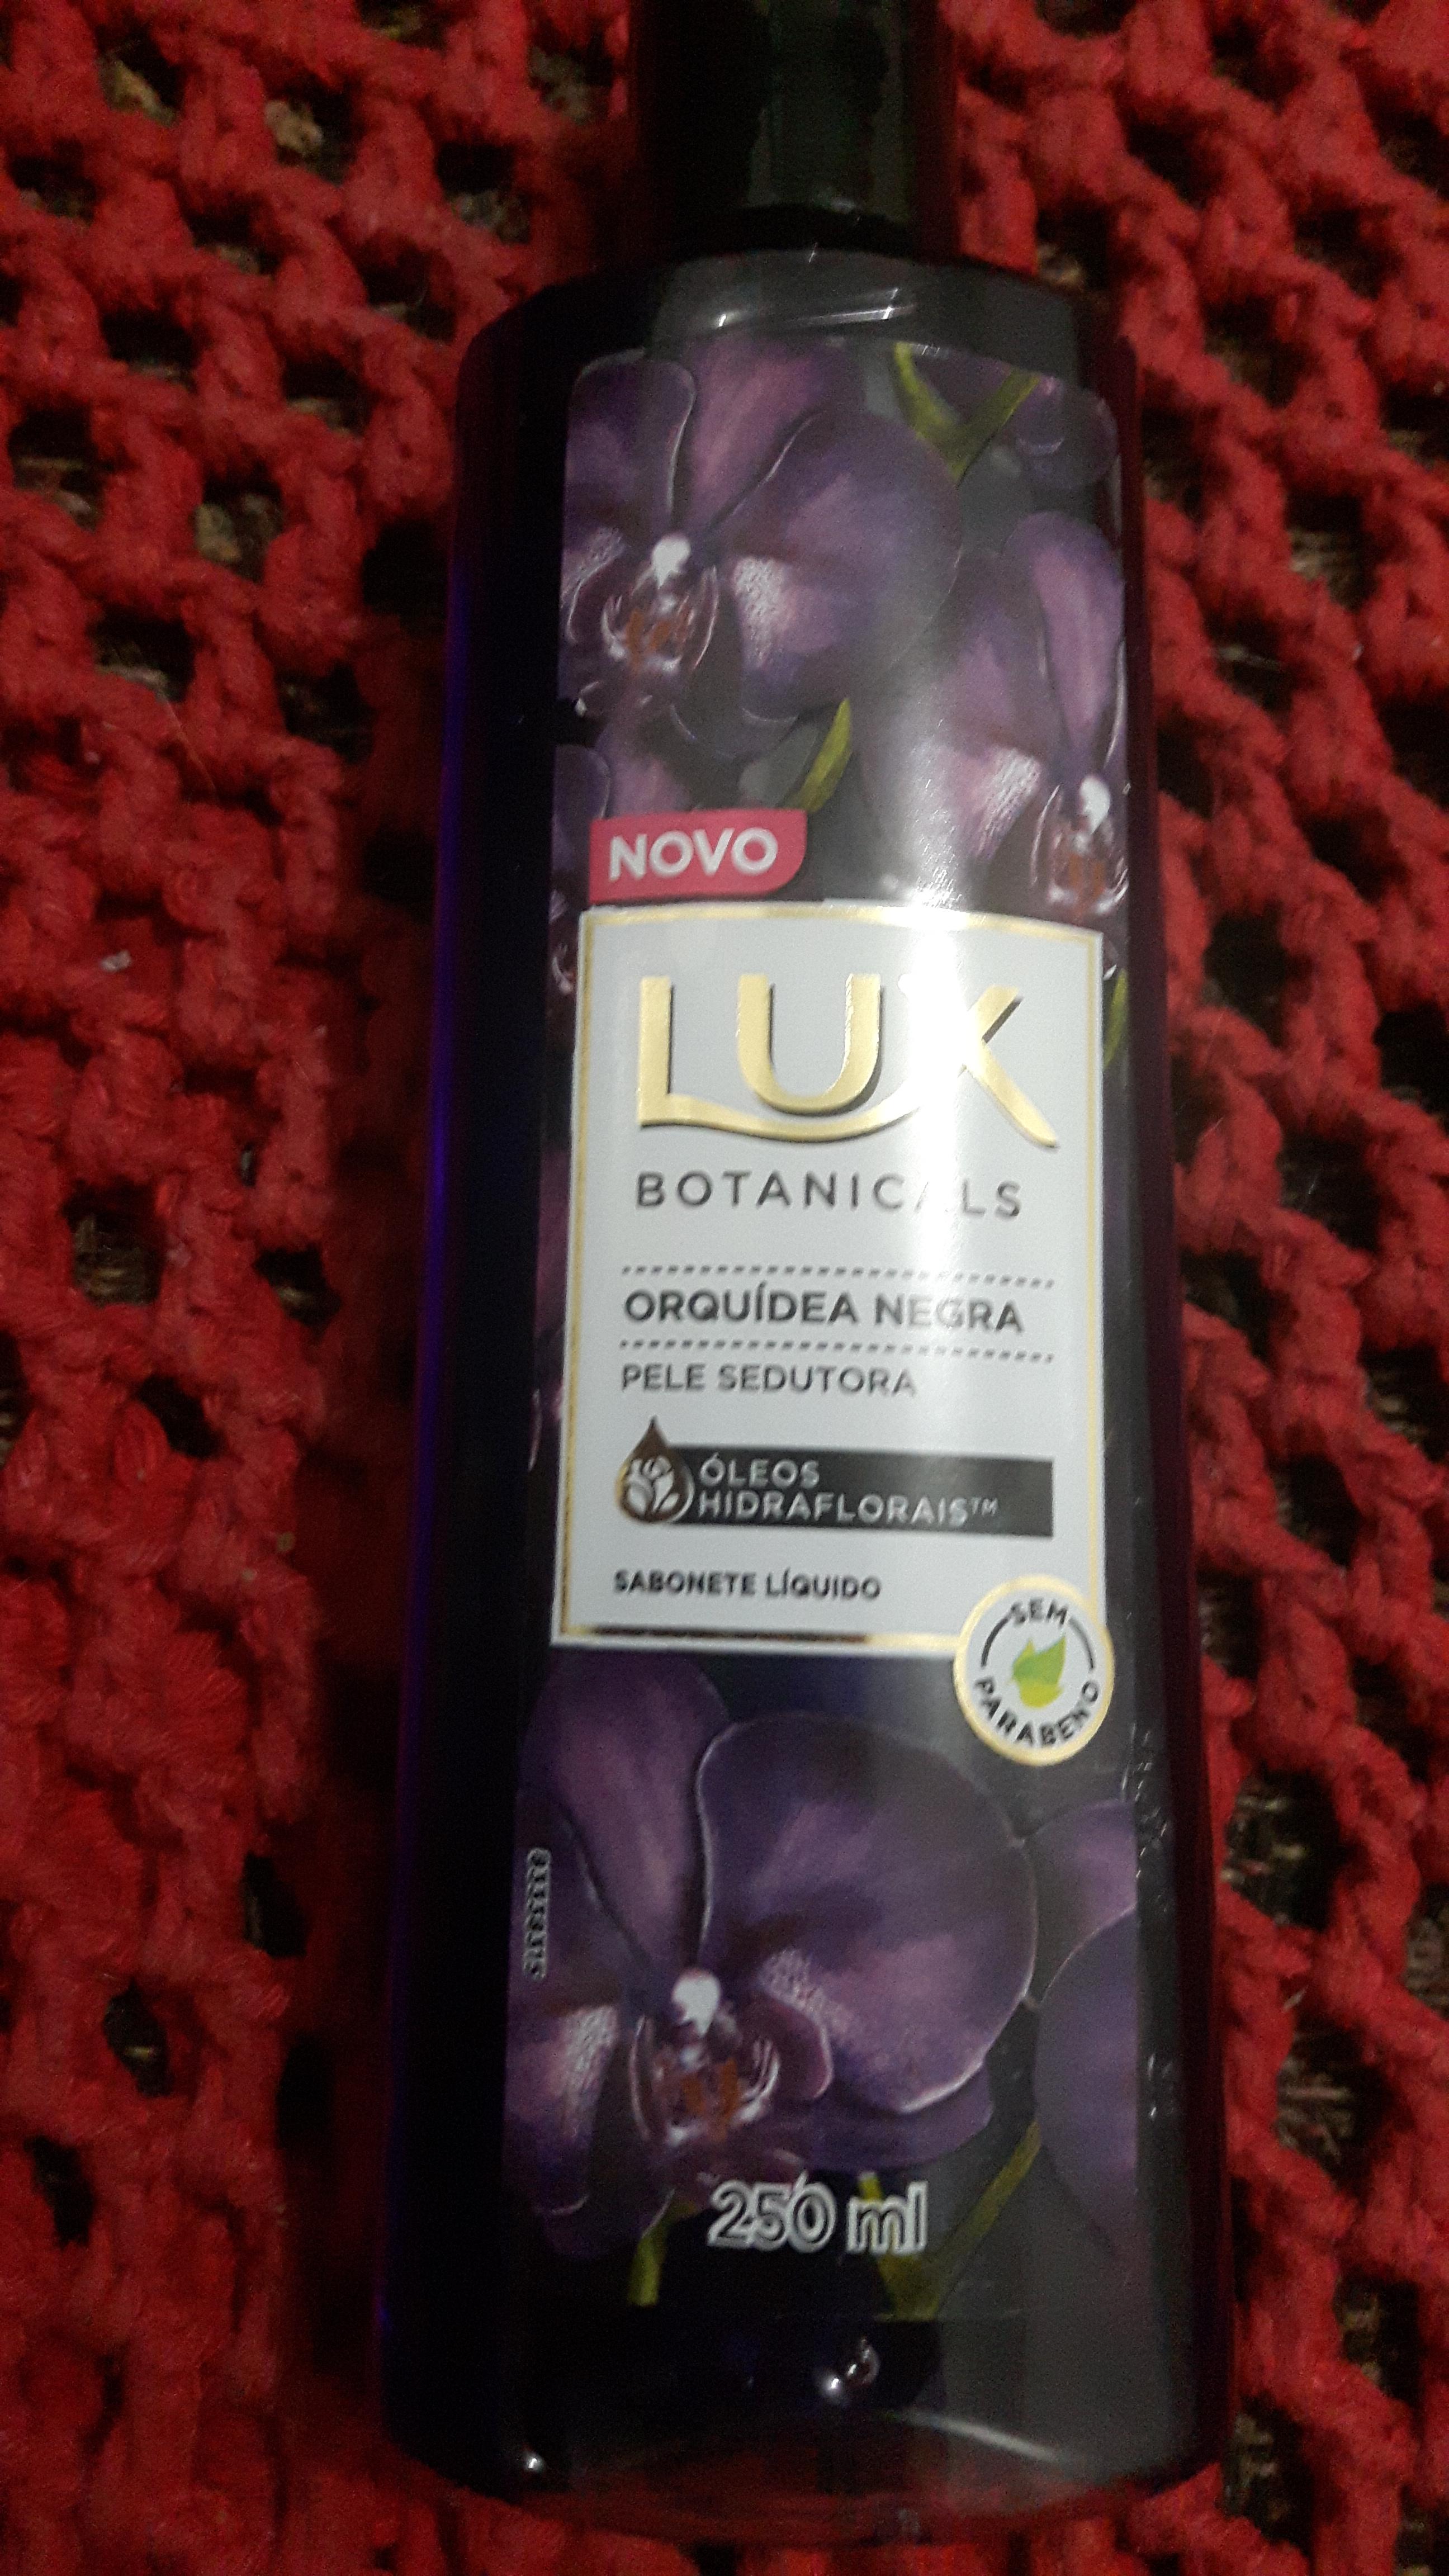 NOVO
LUX
BOTANICALS
ORQUÍDEA NEGRA
PELE SEDUTORA
ÓLEOS
HIDRAFLORAIS™
SABONETE LÍQUIDO
SEM
PARABENO
250 ml